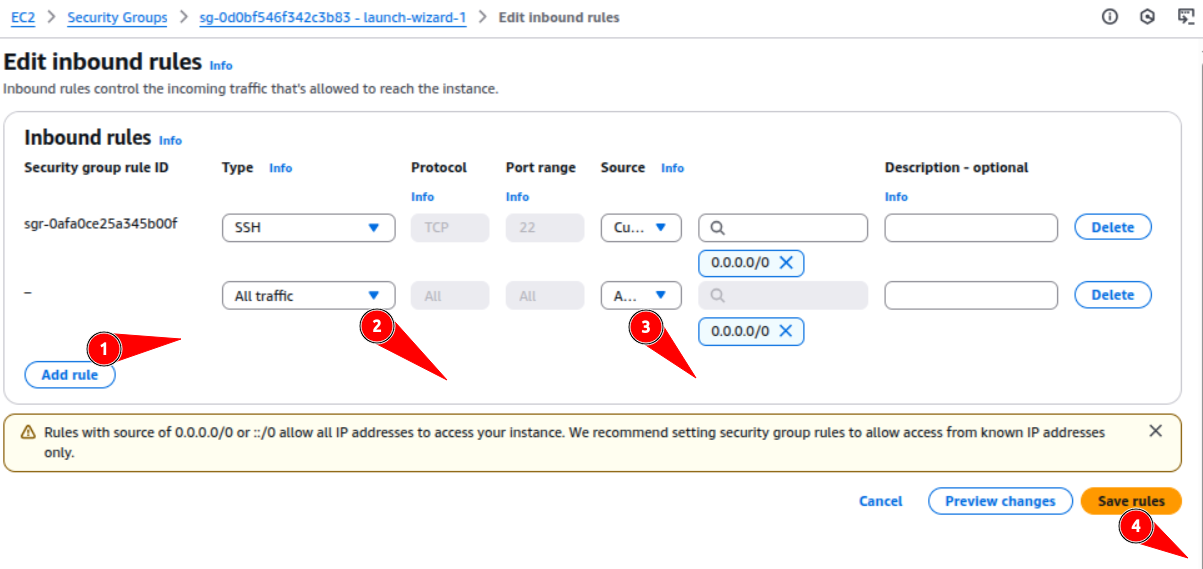 EC2 > Security Groups > sg-0d0bf546f342c3b83 - launch-wizard-1 > Edit inbound rules
Edit inbound rules Info
Inbound rules control the incoming traffic that's allowed to reach the instance.
Inbound rules Info
Security group rule ID Type Info Protocol Port range Source Info Description - optional
Info Info Info
sgr-0afa0ce25a345b00f SSH TCP 22 Cu... Delete
0.0.0.0/0
– All traffic All All A... Delete
2 3
0.0.0.0/0
1
Add rule
Rules with source of 0.0.0.0/0 or ::/0 allow all IP addresses to access your instance. We recommend setting security group rules to allow access from known IP addresses
only.
Cancel Preview changes Save rules
4